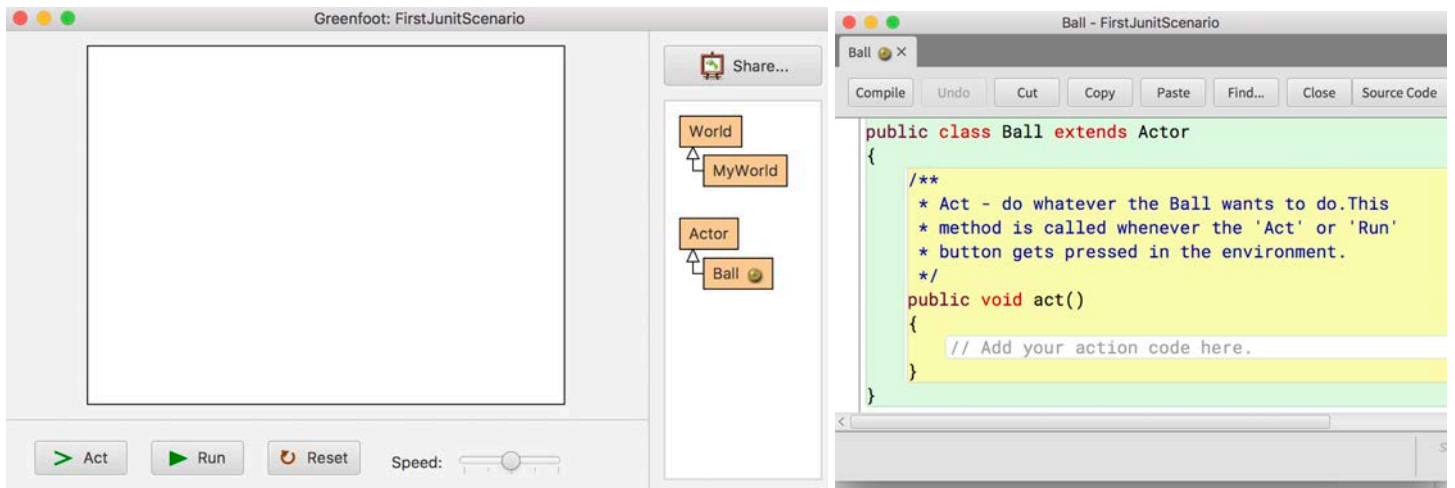 Greenfoot: FirstJunitScenario
Share...
World
MyWorld
Actor
Ball
> Act
Run
Reset
Speed:
Ball - FirstJunitScenario
Ball ×
Compile
Undo
Cut
Copy
Paste
Find...
Close
Source Code
public class Ball extends Actor
{
/**
* Act - do whatever the Ball wants to do.This
* method is called whenever the 'Act' or 'Run'
* button gets pressed in the environment.
*/
public void act()
{
// Add your action code here.
}
}